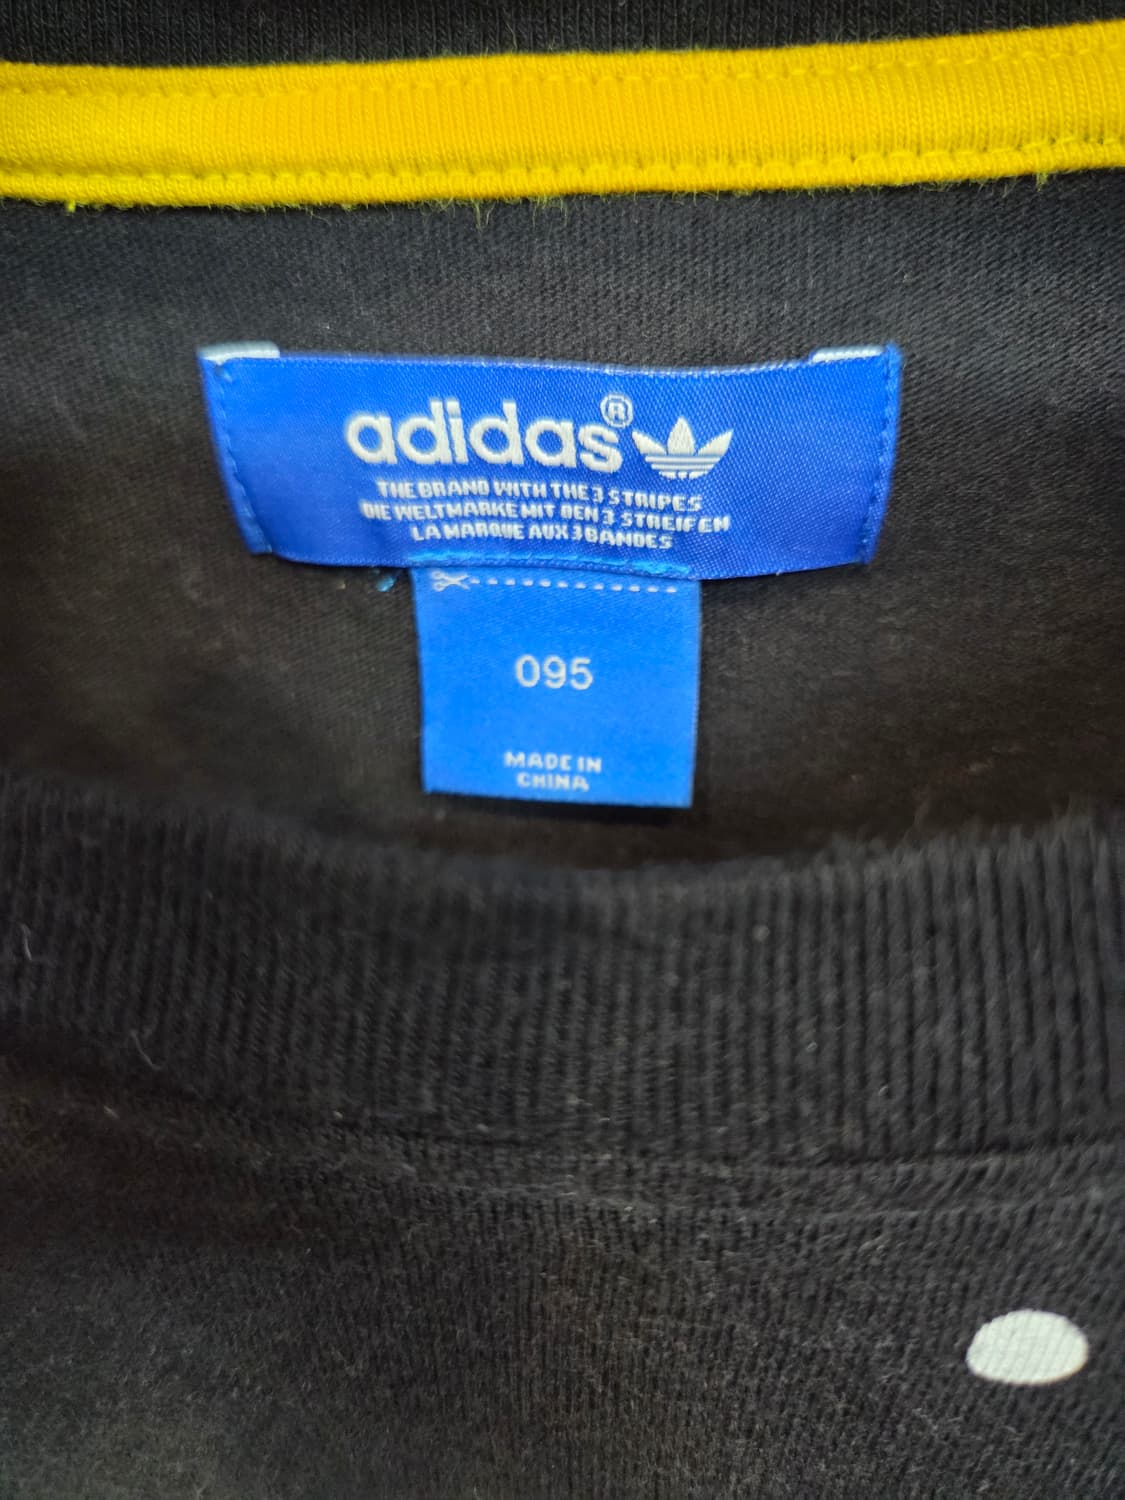 adidas®
THE BRAND WITH THE 3 STRIPES
DIE WELTMARKE MIT DEN 3 STREIFEN
LA MARQUE AUX 3 BANDES
095
MADE IN
CHINA